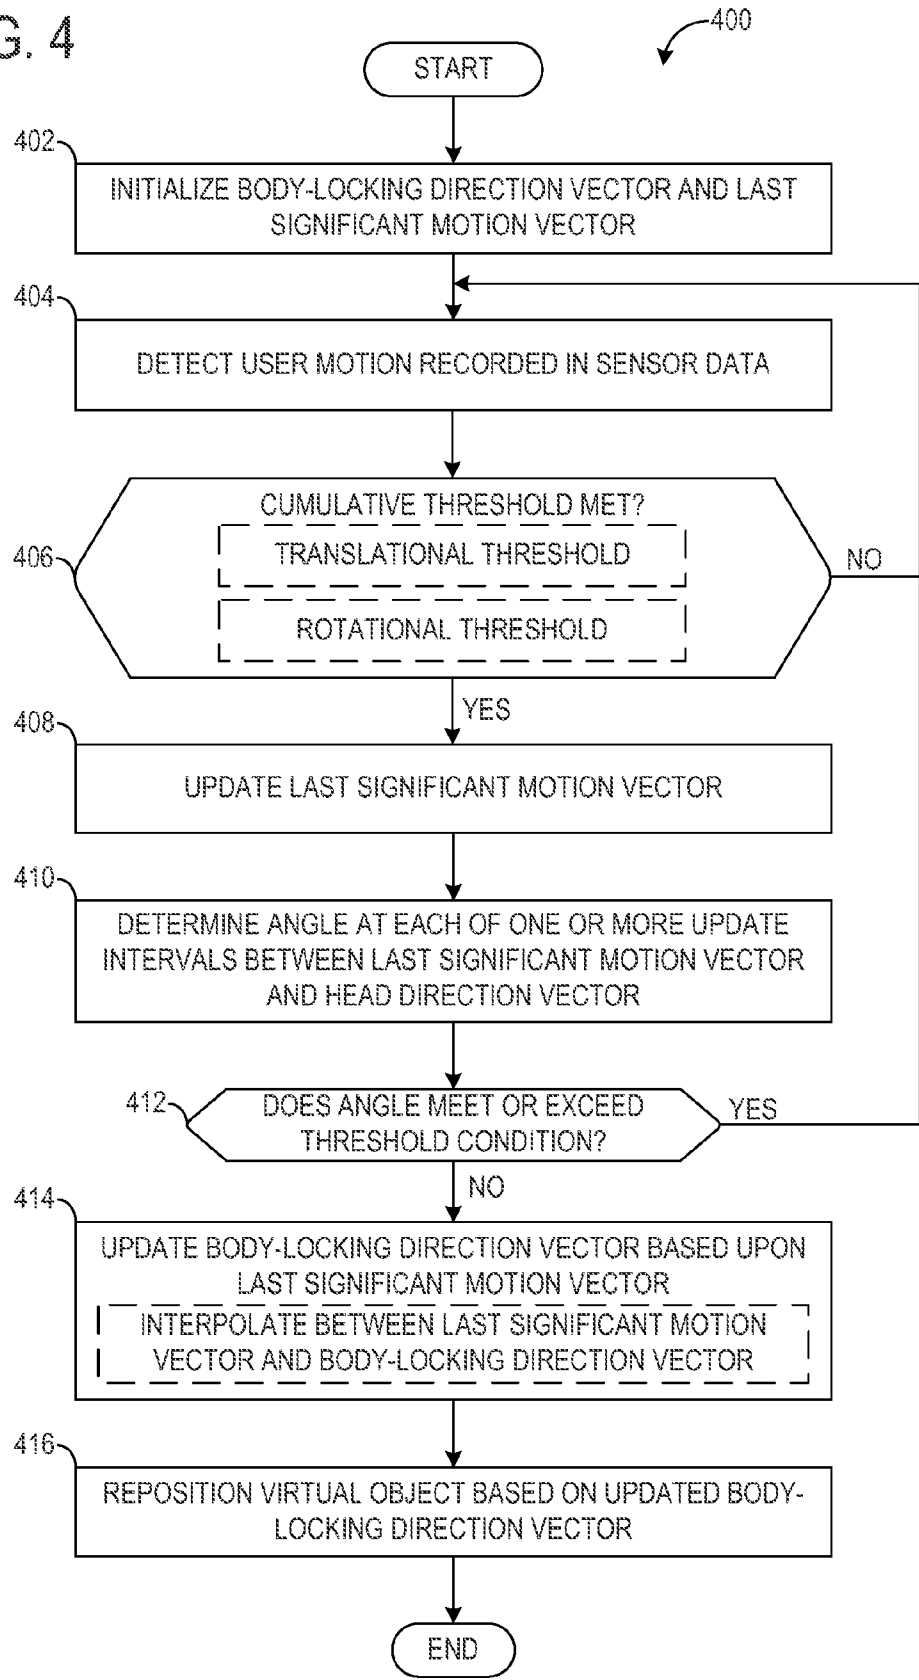 G. 4
400
START
402
INITIALIZE BODY-LOCKING DIRECTION VECTOR AND LAST
SIGNIFICANT MOTION VECTOR
404
DETECT USER MOTION RECORDED IN SENSOR DATA
CUMULATIVE THRESHOLD MET?
TRANSLATIONAL THRESHOLD
406
NO
ROTATIONAL THRESHOLD
YES
408
UPDATE LAST SIGNIFICANT MOTION VECTOR
410
DETERMINE ANGLE AT EACH OF ONE OR MORE UPDATE
INTERVALS BETWEEN LAST SIGNIFICANT MOTION VECTOR
AND HEAD DIRECTION VECTOR
412
DOES ANGLE MEET OR EXCEED
THRESHOLD CONDITION?
YES
NO
414
UPDATE BODY-LOCKING DIRECTION VECTOR BASED UPON
LAST SIGNIFICANT MOTION VECTOR
INTERPOLATE BETWEEN LAST SIGNIFICANT MOTION
VECTOR AND BODY-LOCKING DIRECTION VECTOR
416
REPOSITION VIRTUAL OBJECT BASED ON UPDATED BODY-
LOCKING DIRECTION VECTOR
END